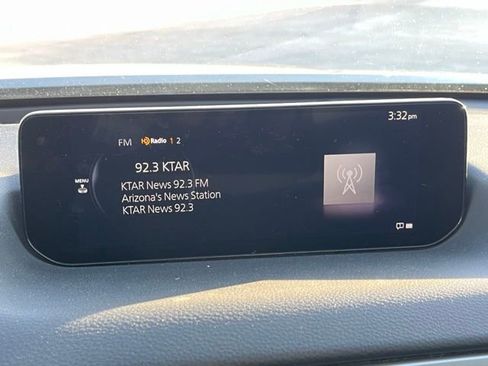 3:32pm
FM HD Radio 1 2
92.3 KTAR
MENU
KTAR News 92.3 FM
Arizona's News Station
KTAR News 92.3